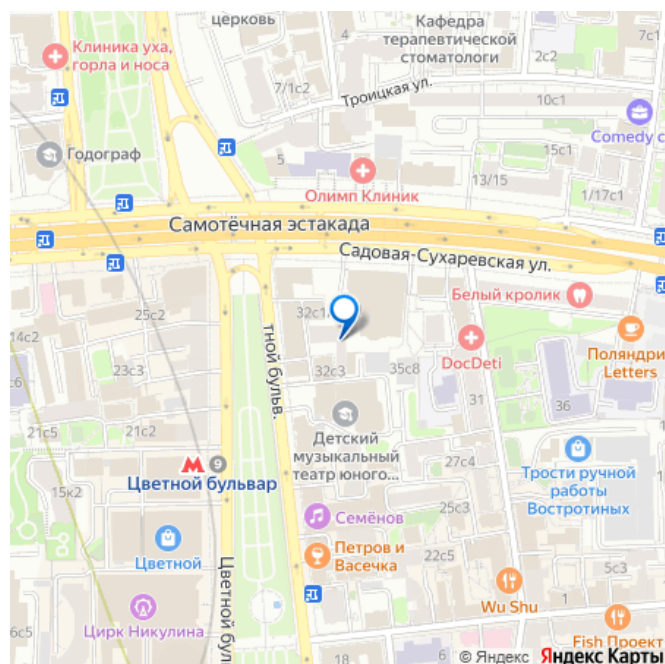 церковь
Клиника уха,
горла и носа
Кафедра
терапевтической
стоматологи
2с2
7/1с2
Троицкая ул.
10с1
Comedy c
Годограф
5
15с1
Олимп Клиник
13/15
1/17с1
Самотёчная эстакада
Садовая-Сухаревская ул.
Белый кролик
25с2
32с1
14с2
тной бульв.
DocDeti
Поляндри
Letters
23с3
32с3
35с8
31
36
21с5
21с2
Детский
музыкальный
театр юного...
27с4
9
Цветной бульвар
Трости ручной
работы
Востротиных
15к2
25с3
Семёнов
Цветной
Петров и
Васечка
22с5
Цветной бул
Wu Shu
1
Цирк Никулина
6с5
18
Fish Проект
© Яндекс Яндекс Карты